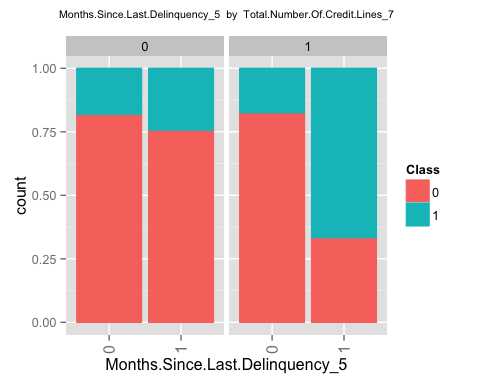 Months.Since.Last.Delinquency_5 by Total.Number.Of.Credit.Lines_7
0 1
1.00
0.75
0.50
0.25
0.00
count
0 1 0 1
Months.Since.Last.Delinquency_5
Class
0
1